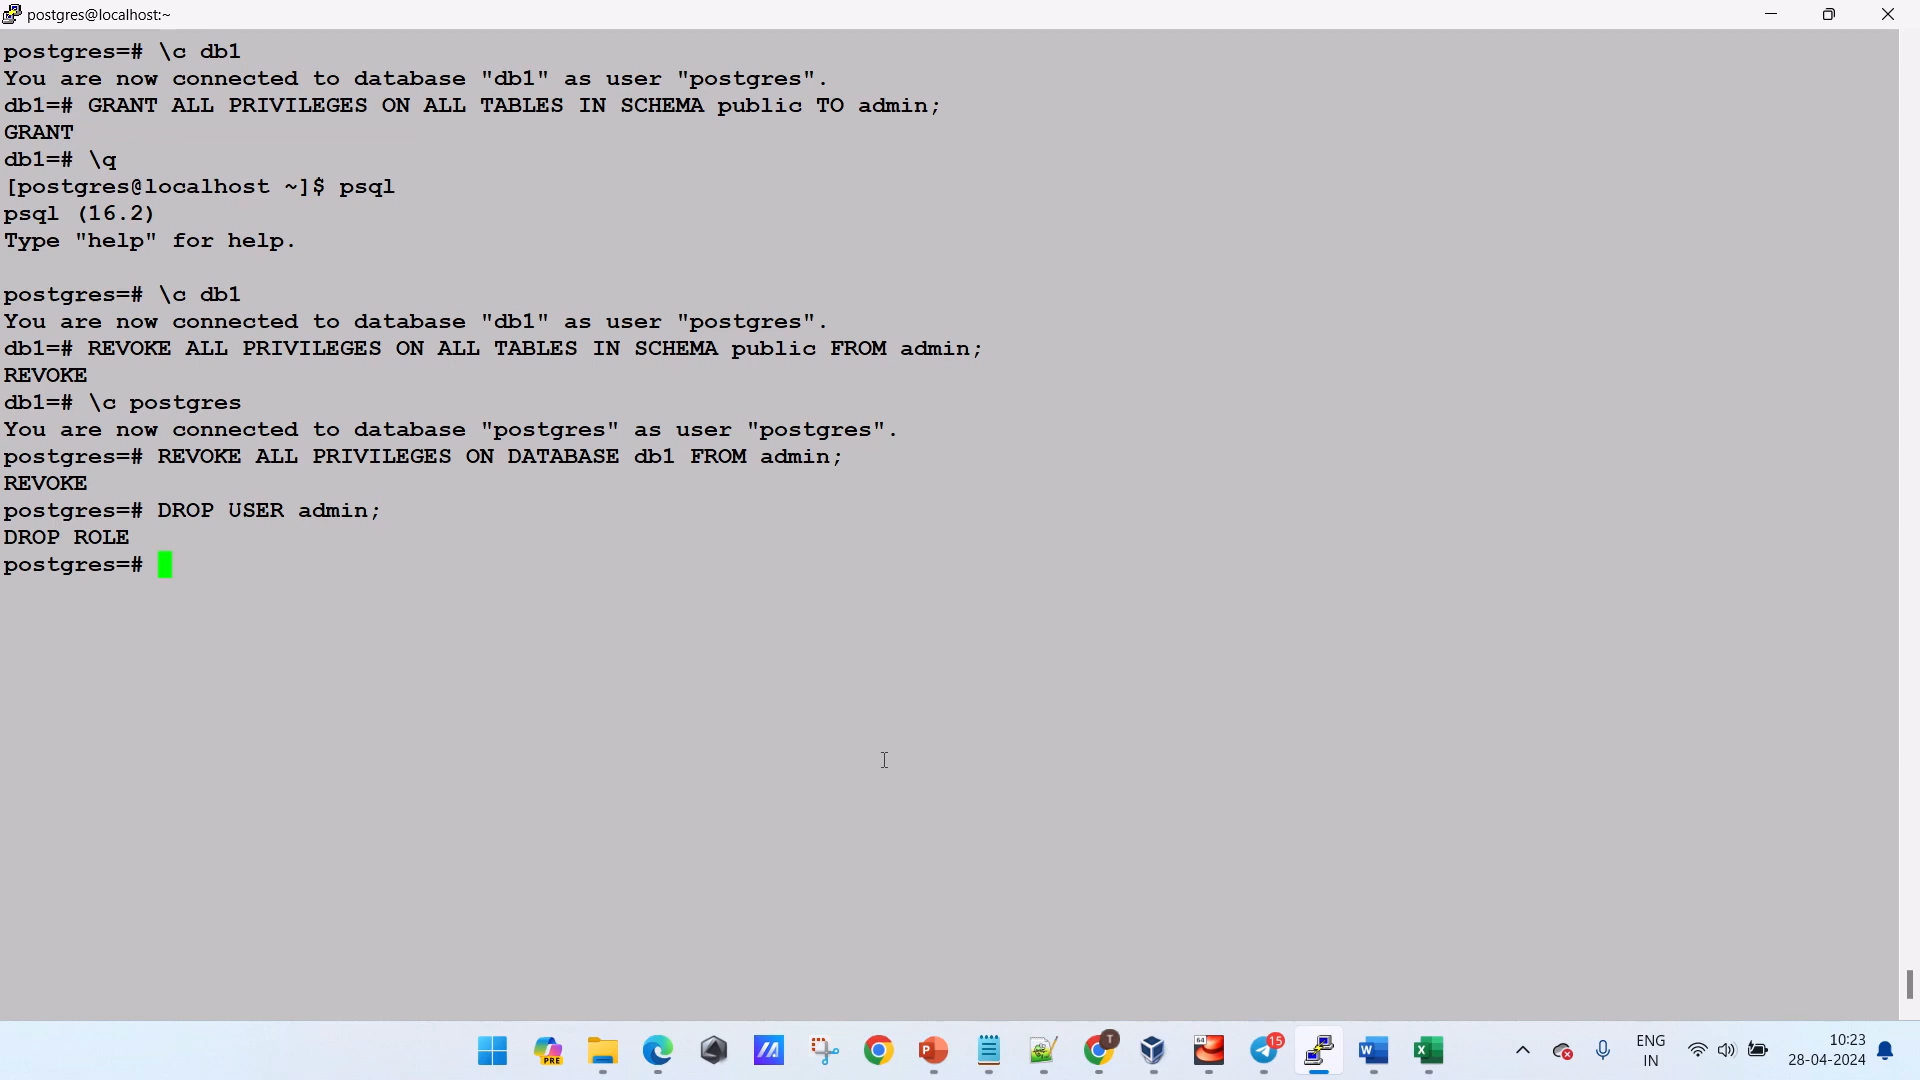 postgres@localhost:~
postgres=# \c db1
You are now connected to database "db1" as user "postgres".
db1=# GRANT ALL PRIVILEGES ON ALL TABLES IN SCHEMA public TO admin;
GRANT
db1=# \q
[postgres@localhost ~]$ psql
psql (16.2)
Type "help" for help.
postgres=# \c db1
You are now connected to database "db1" as user "postgres".
db1=# REVOKE ALL PRIVILEGES ON ALL TABLES IN SCHEMA public FROM admin;
REVOKE
db1=# \c postgres
You are now connected to database "postgres" as user "postgres".
postgres=# REVOKE ALL PRIVILEGES ON DATABASE db1 FROM admin;
REVOKE
postgres=# DROP USER admin;
DROP ROLE
postgres=#
PRE
P
T
64
15
W
X
ENG
IN
10:23
28-04-2024